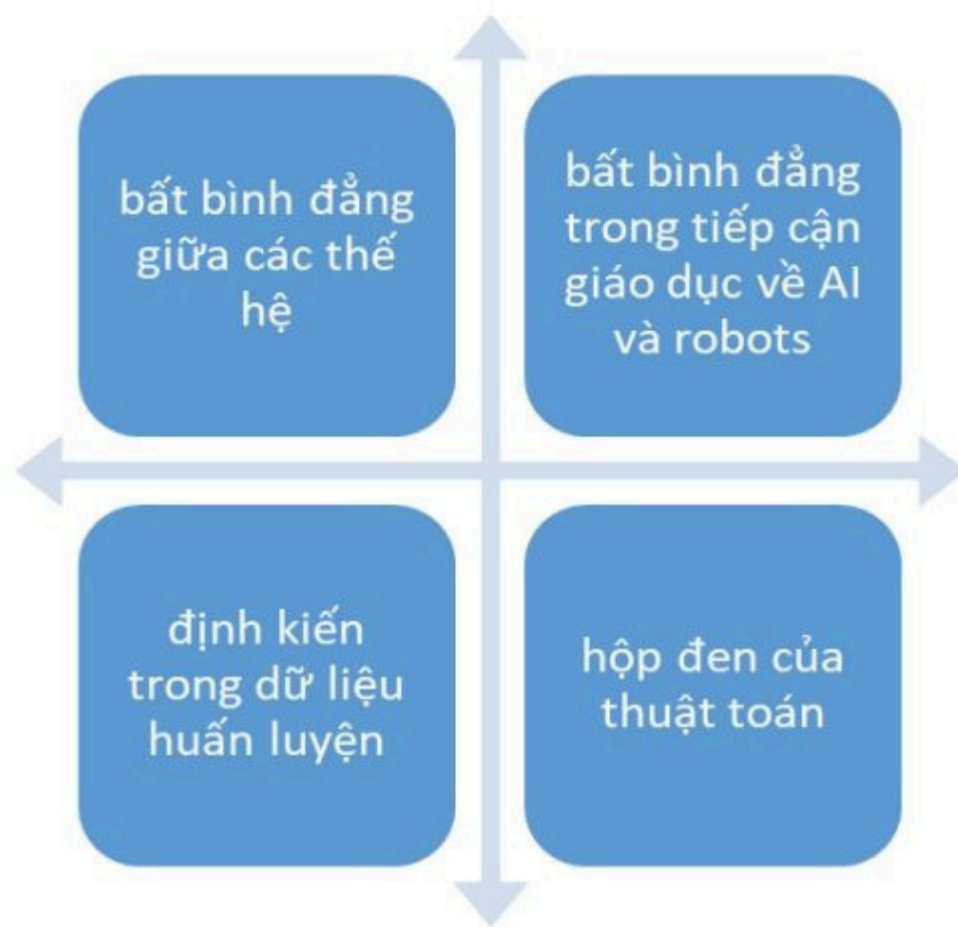 bất bình đẳng
giữa các thế
hệ
bất bình đẳng
trong tiếp cận
giáo dục về AI
và robots
định kiến
trong dữ liệu
huấn luyện
hộp đen của
thuật toán